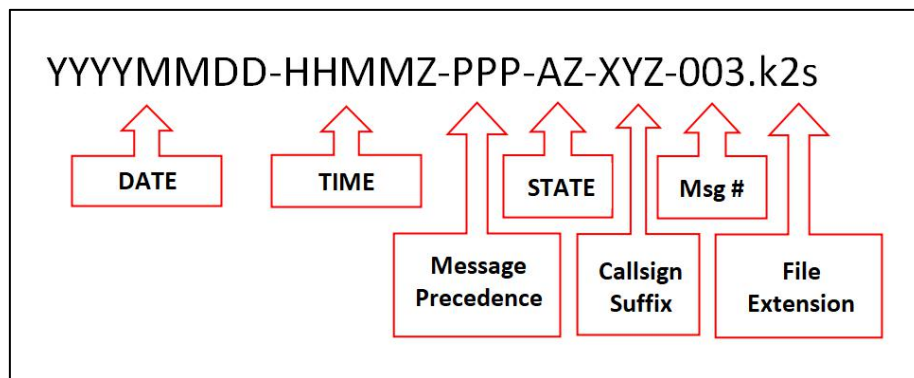 YYYYMMDD-HHMMZ-PPP-AZ-XYZ-003.k2s
DATE
TIME
STATE
Msg #
Message
Precedence
Callsign
Suffix
File
Extension